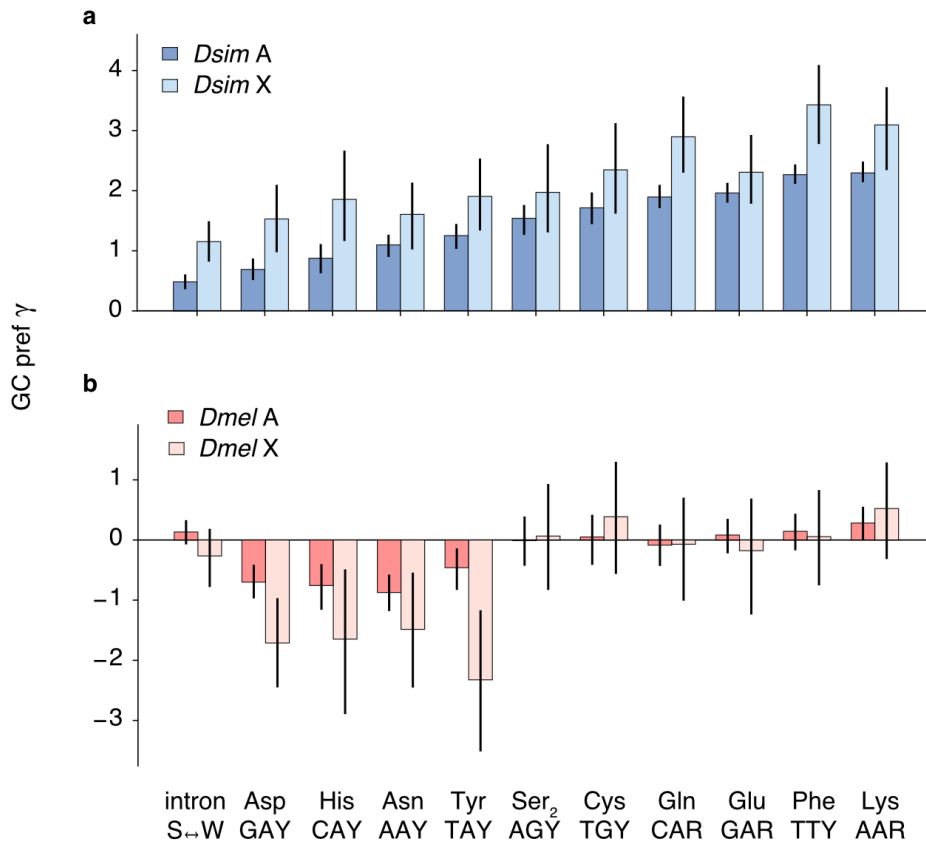 a
Dsim A
Dsim X
4
3
2
1
0
GC pref γ
b
Dmel A
Dmel X
1
0
−1
−2
−3
intron Asp His Asn Tyr Ser2 Cys Gln Glu Phe Lys
S↔W GAY CAY AAY TAY AGY TGY CAR GAR TTY AAR